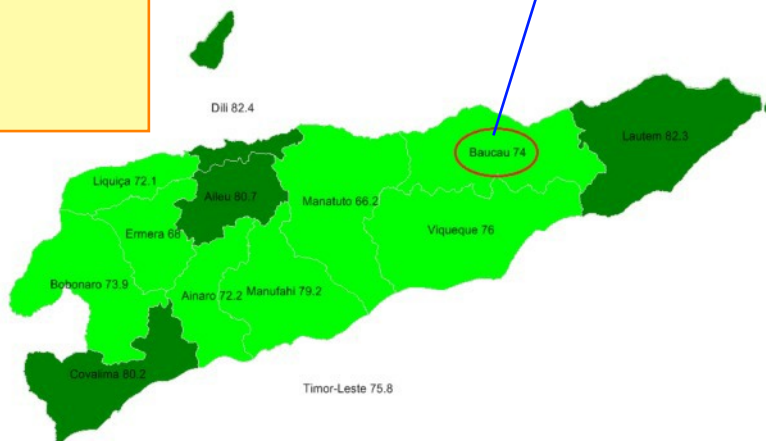 Dili 82.4
Lautem 82.3
Baucau 74
Liquiça 72.1
Aileu 80.7
Manatuto 66.2
Viqueque 76
Ermera 68
Bobonaro 73.9
Ainaro 72.2
Manufahi 79.2
Covalima 80.2
Timor-Leste 75.8